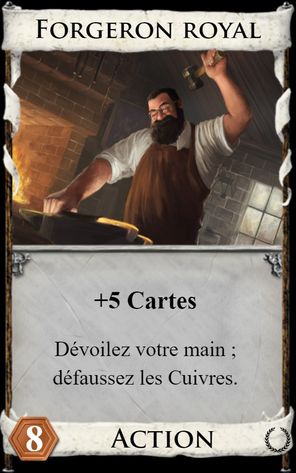 Forgeron royal
+5 Cartes
Dévoilez votre main ;
défaussez les Cuivres.
8 Action